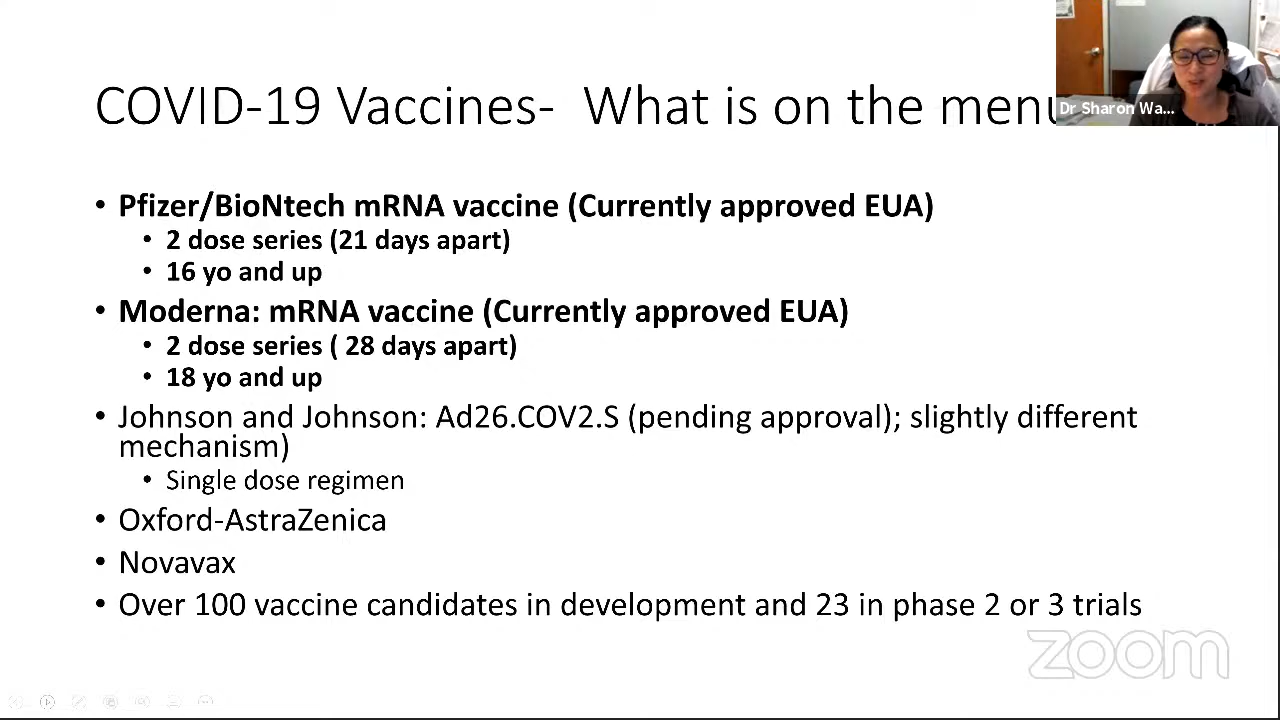 COVID-19 Vaccines- What is on the menu
Dr Sharon Wa...
• Pfizer/BioNtech mRNA vaccine (Currently approved EUA)
• 2 dose series (21 days apart)
• 16 yo and up
• Moderna: mRNA vaccine (Currently approved EUA)
• 2 dose series ( 28 days apart)
• 18 yo and up
• Johnson and Johnson: Ad26.COV2.S (pending approval); slightly different
mechanism)
• Single dose regimen
• Oxford-AstraZenica
• Novavax
• Over 100 vaccine candidates in development and 23 in phase 2 or 3 trials
zoom